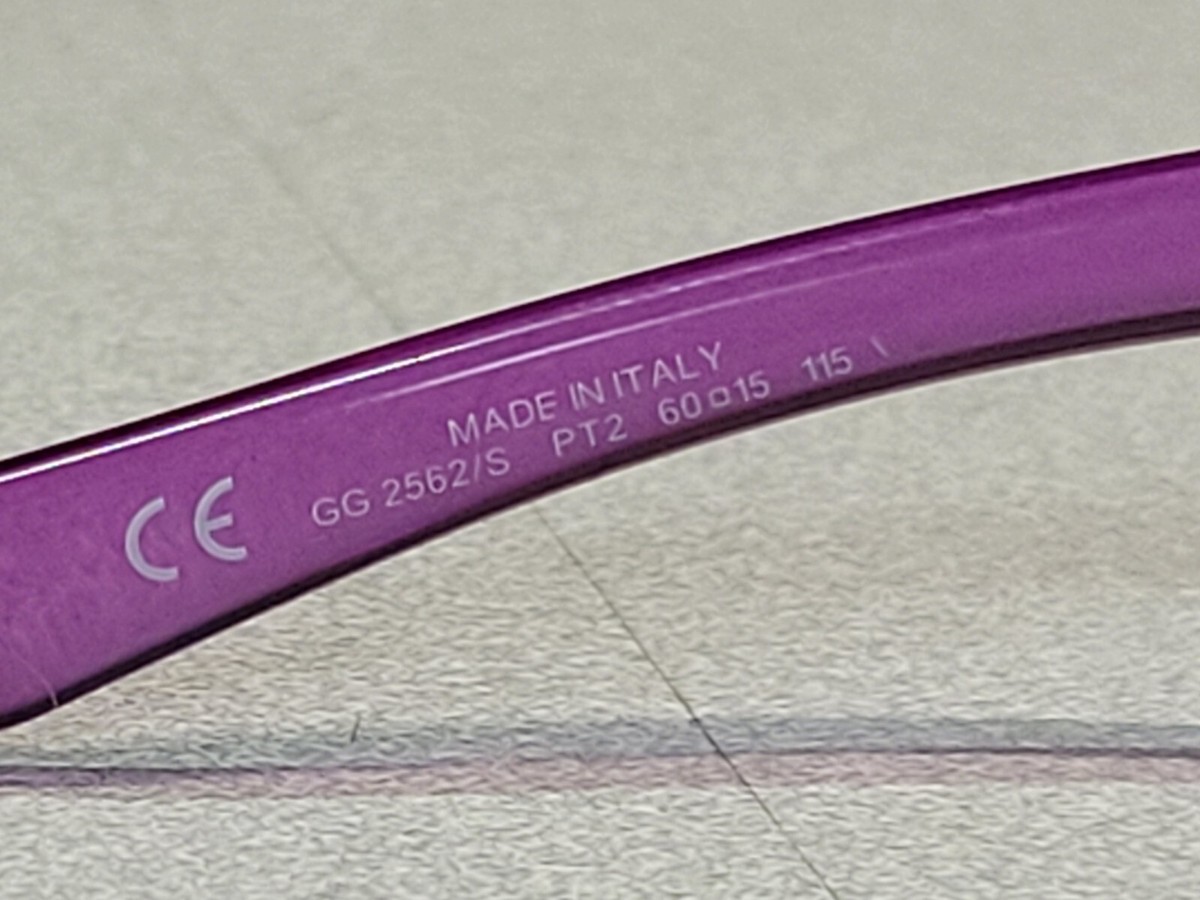 MADE IN ITALY
CE GG 2562/S PT2 60□15 115